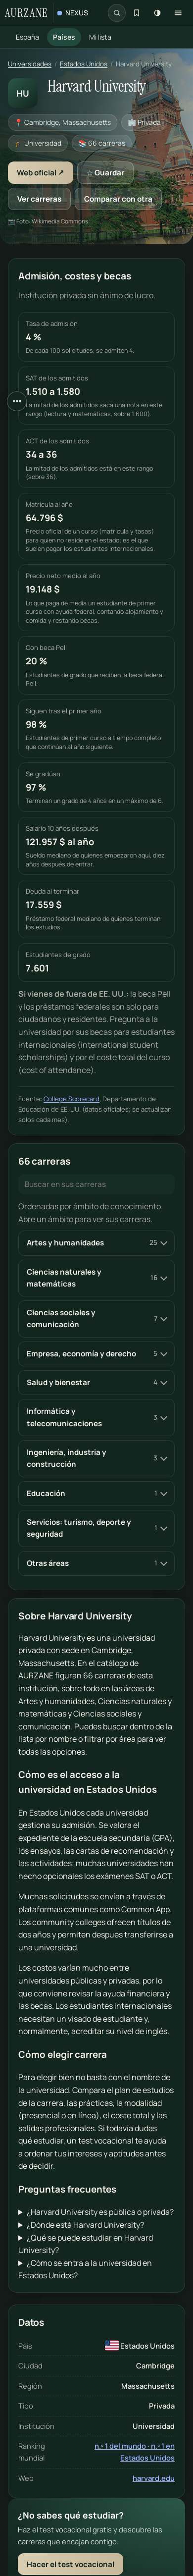 AURZANE NEXUS
España Países Mi lista
Universidades / Estados Unidos / Harvard University
HU
Harvard University
📍 Cambridge, Massachusetts
🏢 Privada
🎓 Universidad
📚 66 carreras
Web oficial ↗
☆ Guardar
Ver carreras
Comparar con otra
📷 Foto: Wikimedia Commons
Admisión, costes y becas
Institución privada sin ánimo de lucro.
Tasa de admisión
4 %
De cada 100 solicitudes, se admiten 4.
SAT de los admitidos
1.510 a 1.580
La mitad de los admitidos saca una nota en este
rango (lectura y matemáticas, sobre 1.600).
ACT de los admitidos
34 a 36
La mitad de los admitidos está en este rango
(sobre 36).
Matrícula al año
64.796 $
Precio oficial de un curso (matrícula y tasas)
para quien no reside en el estado; es el que
suelen pagar los estudiantes internacionales.
Precio neto medio al año
19.148 $
Lo que paga de media un estudiante de primer
curso con ayuda federal, contando alojamiento y
comida y restando becas.
Con beca Pell
20 %
Estudiantes de grado que reciben la beca federal
Pell.
Siguen tras el primer año
98 %
Estudiantes de primer curso a tiempo completo
que continúan al año siguiente.
Se gradúan
97 %
Terminan un grado de 4 años en un máximo de 6.
Salario 10 años después
121.957 $ al año
Sueldo mediano de quienes empezaron aquí, diez
años después de entrar.
Deuda al terminar
17.559 $
Préstamo federal mediano de quienes terminan
los estudios.
Estudiantes de grado
7.601
Si vienes de fuera de EE. UU.: la beca Pell
y los préstamos federales son solo para
ciudadanos y residentes. Pregunta a la
universidad por sus becas para estudiantes
internacionales (international student
scholarships) y por el coste total del curso
(cost of attendance).
Fuente: College Scorecard, Departamento de
Educación de EE. UU. (datos oficiales; se actualizan
solos cada mes).
66 carreras
Buscar en sus carreras
Ordenadas por ámbito de conocimiento.
Abre un ámbito para ver sus carreras.
Artes y humanidades 25
Ciencias naturales y
matemáticas 16
Ciencias sociales y
comunicación 7
Empresa, economía y derecho 5
Salud y bienestar 4
Informática y
telecomunicaciones 3
Ingeniería, industria y
construcción 3
Educación 1
Servicios: turismo, deporte y
seguridad 1
Otras áreas 1
Sobre Harvard University
Harvard University es una universidad
privada con sede en Cambridge,
Massachusetts. En el catálogo de
AURZANE figuran 66 carreras de esta
institución, sobre todo en las áreas de
Artes y humanidades, Ciencias naturales y
matemáticas y Ciencias sociales y
comunicación. Puedes buscar dentro de la
lista por nombre o filtrar por área para ver
todas las opciones.
Cómo es el acceso a la
universidad en Estados Unidos
En Estados Unidos cada universidad
gestiona su admisión. Se valora el
expediente de la escuela secundaria (GPA),
los ensayos, las cartas de recomendación y
las actividades; muchas universidades han
hecho opcionales los exámenes SAT o ACT.
Muchas solicitudes se envían a través de
plataformas comunes como Common App.
Los community colleges ofrecen títulos de
dos años y permiten después transferirse a
una universidad.
Los costos varían mucho entre
universidades públicas y privadas, por lo
que conviene revisar la ayuda financiera y
las becas. Los estudiantes internacionales
necesitan un visado de estudiante y,
normalmente, acreditar su nivel de inglés.
Cómo elegir carrera
Para elegir bien no basta con el nombre de
la universidad. Compara el plan de estudios
de la carrera, las prácticas, la modalidad
(presencial o en línea), el coste total y las
salidas profesionales. Si todavía dudas
qué estudiar, un test vocacional te ayuda
a ordenar tus intereses y aptitudes antes
de decidir.
Preguntas frecuentes
▶ ¿Harvard University es pública o privada?
▶ ¿Dónde está Harvard University?
▶ ¿Qué se puede estudiar en Harvard
University?
▶ ¿Cómo se entra a la universidad en
Estados Unidos?
Datos
País Estados Unidos
Ciudad Cambridge
Región Massachusetts
Tipo Privada
Institución Universidad
Ranking
mundial n.º 1 del mundo · n.º 1 en
Estados Unidos
Web harvard.edu
¿No sabes qué estudiar?
Haz el test vocacional gratis y descubre las
carreras que encajan contigo.
Hacer el test vocacional